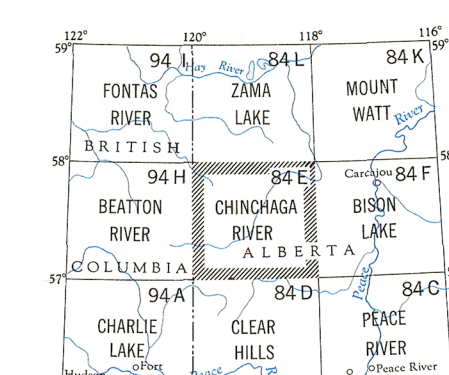 122°
120°
118°
116°
59°
59°
94 I
84 L
84 K
Hay River
FONTAS
RIVER
ZAMA
LAKE
MOUNT
WATT
River
BRITISH
58°
58°
94 H
84 E
Carcajou
84 F
BEATTON
RIVER
CHINCHAGA
RIVER
BISON
LAKE
ALBERTA
COLUMBIA
57°
57°
Peace
94 A
84 D
84 C
CHARLIE
LAKE
CLEAR
HILLS
PEACE
RIVER
Fort
Peace
R
Peace River